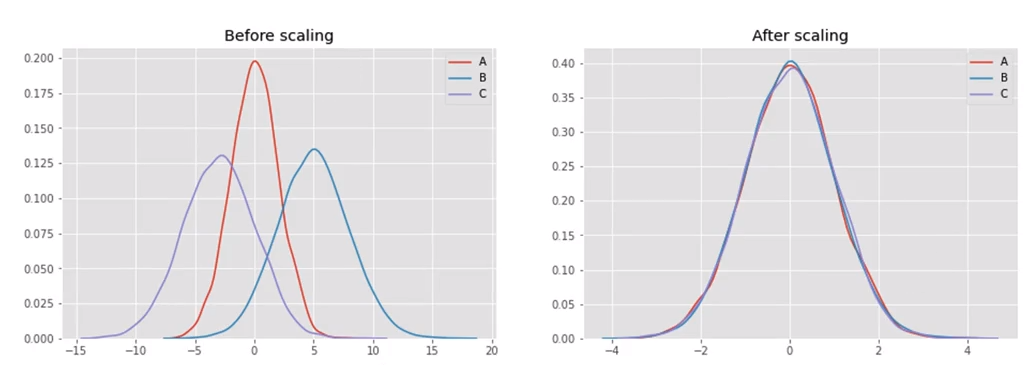 Before scaling
0.200
0.175
0.150
0.125
0.100
0.075
0.050
0.025
0.000
−15 −10 −5 0 5 10 15 20
A
B
C
After scaling
0.40
0.35
0.30
0.25
0.20
0.15
0.10
0.05
0.00
−4 −2 0 2 4
A
B
C